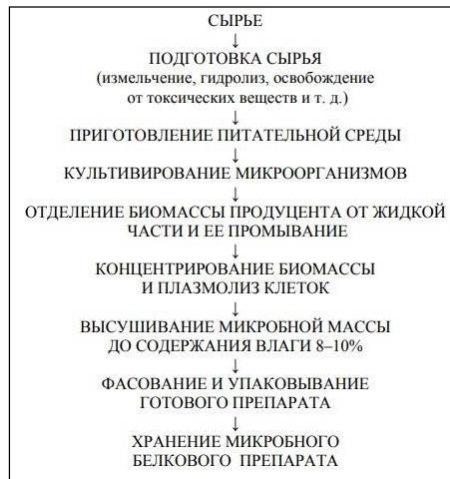 СЫРЬЕ
↓
ПОДГОТОВКА СЫРЬЯ
(измельчение, гидролиз, освобождение
от токсических веществ и т. д.)
↓
ПРИГОТОВЛЕНИЕ ПИТАТЕЛЬНОЙ СРЕДЫ
↓
КУЛЬТИВИРОВАНИЕ МИКРООРГАНИЗМОВ
↓
ОТДЕЛЕНИЕ БИОМАССЫ ПРОДУЦЕНТА ОТ ЖИДКОЙ
ЧАСТИ И ЕЕ ПРОМЫВАНИЕ
↓
КОНЦЕНТРИРОВАНИЕ БИОМАССЫ
И ПЛАЗМОЛИЗ КЛЕТОК
↓
ВЫСУШИВАНИЕ МИКРОБНОЙ МАССЫ
ДО СОДЕРЖАНИЯ ВЛАГИ 8–10%
↓
ФАСОВАНИЕ И УПАКОВЫВАНИЕ
ГОТОВОГО ПРЕПАРАТА
↓
ХРАНЕНИЕ МИКРОБНОГО
БЕЛКОВОГО ПРЕПАРАТА